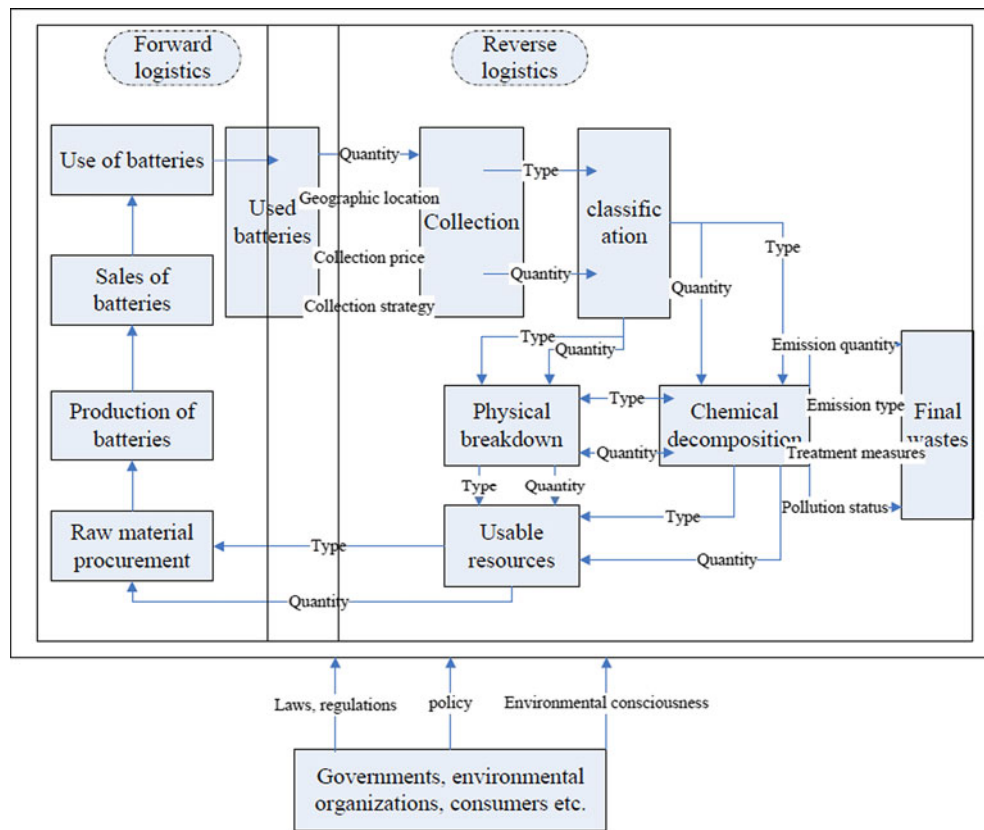 Forward
logistics
Reverse
logistics
Use of batteries
Used
batteries
Quantity
Geographic location
Collection price
Collection strategy
Collection
Type
Quantity
classific
ation
Type
Quantity
Sales of
batteries
Type
Quantity
Production of
batteries
Physical
breakdown
Type
Quantity
Chemical
decomposition
Emission quantity
Emission type
Treatment measures
Pollution status
Final
wastes
Type
Quantity
Raw material
procurement
Type
Usable
resources
Type
Quantity
Quantity
Laws, regulations
policy
Environmental consciousness
Governments, environmental
organizations, consumers etc.